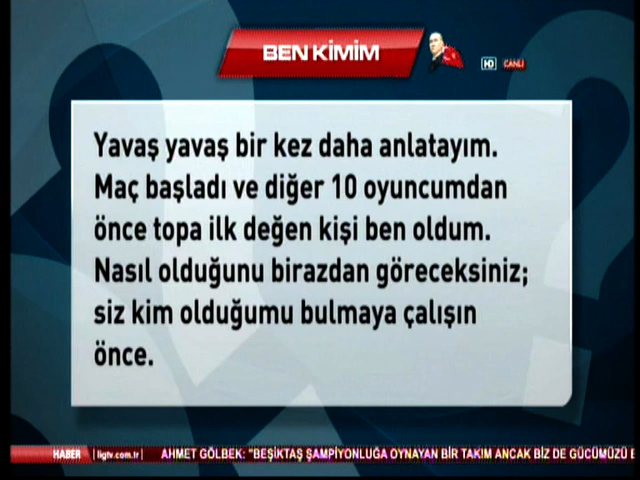 BEN KİMİM
HD CANLI
Yavaş yavaş bir kez daha anlatayım.
Maç başladı ve diğer 10 oyuncumdan
önce topa ilk değen kişi ben oldum.
Nasıl olduğunu birazdan göreceksiniz;
siz kim olduğumu bulmaya çalışın
önce.
HABER | ligtv.com.tr | AHMET GÖLBEK: "BEŞİKTAŞ ŞAMPİYONLUĞA OYNAYAN BİR TAKIM ANCAK BİZ DE GÜCÜMÜZÜ